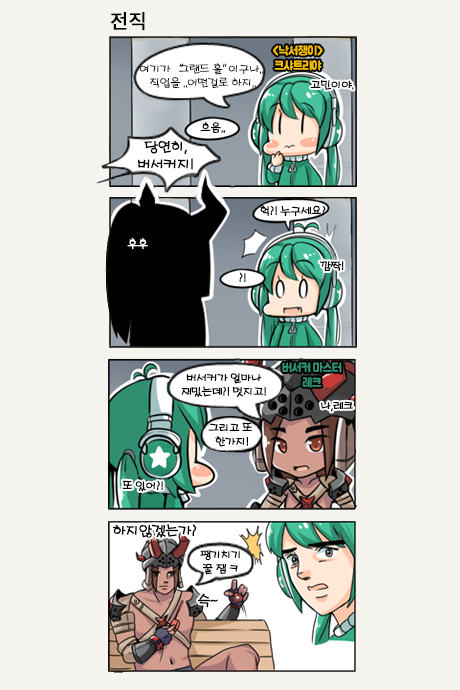 전직
<낙서쟁이>
크사트리야
여기가 "그랜드 홀"이구나..
직업을 ..어떤걸로 하지..
고민이야,
흐음..
당연히,
버서커지!
헉?! 누구세요?
후우
깜짝!
?!
버서커 마스터
레크
버서커가 얼마나
재밌는데?! 멋지고!
나,레크
그리고 또
한가지!
또 있어?!
하지않겠는가?
팽기치기
꿀 잼 ㅋ
슥~